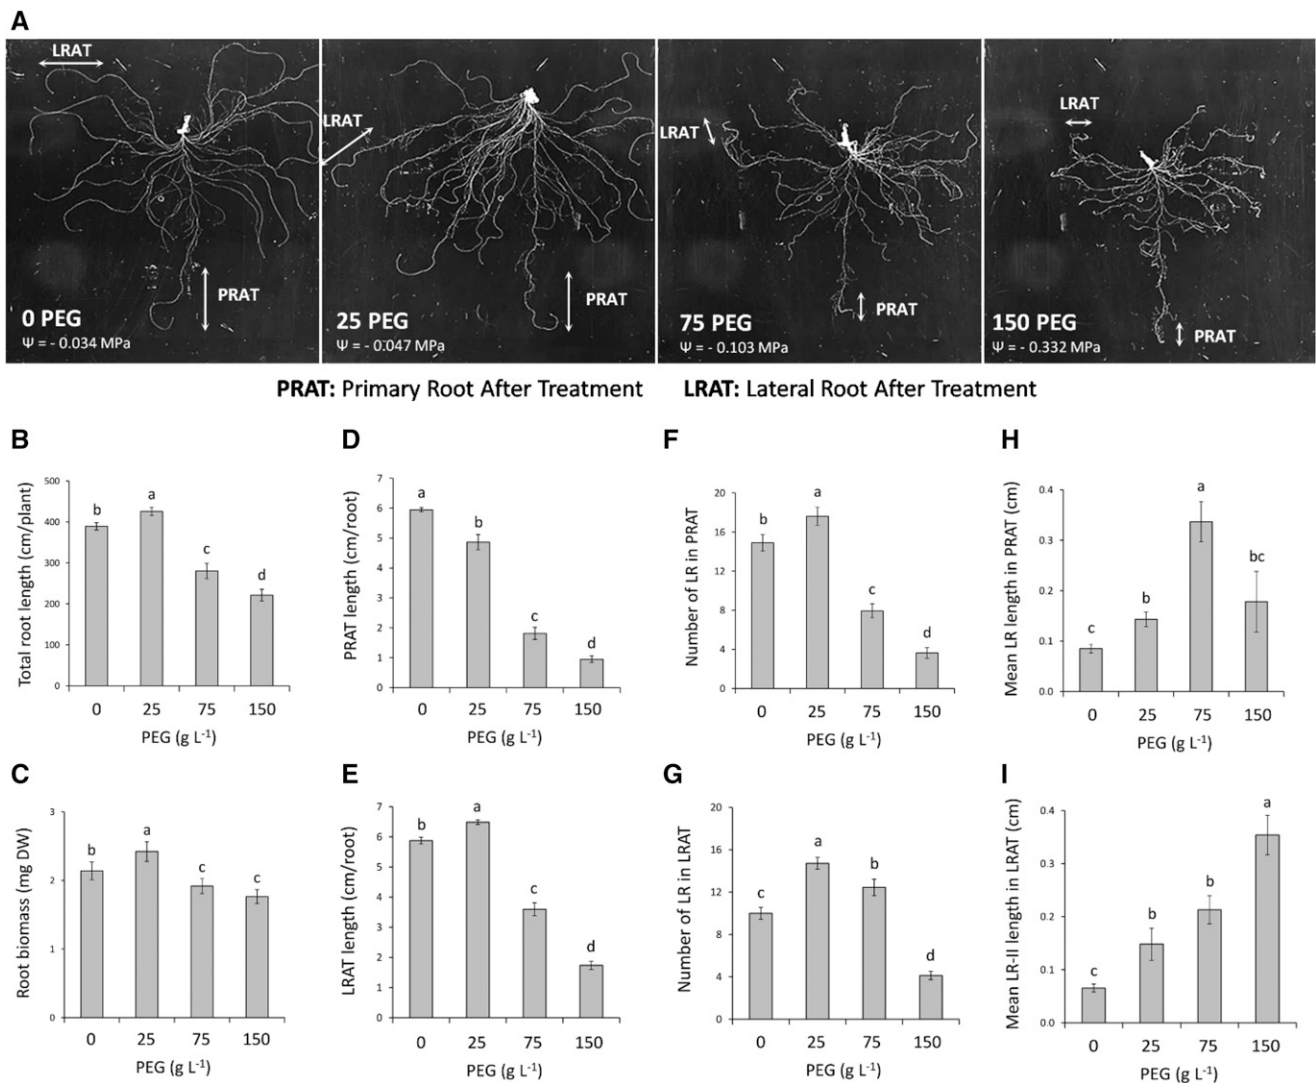 A
LRAT
PRAT
0 PEG
Ψ = - 0.034 MPa
LRAT
PRAT
25 PEG
Ψ = - 0.047 MPa
LRAT
PRAT
75 PEG
Ψ = - 0.103 MPa
LRAT
PRAT
150 PEG
Ψ = - 0.332 MPa
PRAT: Primary Root After Treatment LRAT: Lateral Root After Treatment
B
Total root length (cm/plant)
500
400
300
200
100
0
b
a
c
d
0 25 75 150
PEG (g L⁻¹)
D
PRAT length (cm/root)
7
6
5
4
3
2
1
0
a
b
c
d
0 25 75 150
PEG (g L⁻¹)
F
Number of LR in PRAT
20
16
12
8
4
0
b
a
c
d
0 25 75 150
PEG (g L⁻¹)
H
Mean LR length in PRAT (cm)
0.4
0.3
0.2
0.1
0.0
c
b
a
bc
0 25 75 150
PEG (g L⁻¹)
C
Root biomass (mg DW)
3
2
1
0
b
a
c
c
0 25 75 150
PEG (g L⁻¹)
E
LRAT length (cm/root)
7
6
5
4
3
2
1
0
b
a
c
d
0 25 75 150
PEG (g L⁻¹)
G
Number of LR in LRAT
20
16
12
8
4
0
c
a
b
d
0 25 75 150
PEG (g L⁻¹)
I
Mean LR-II length in LRAT (cm)
0.4
0.3
0.2
0.1
0.0
c
b
b
a
0 25 75 150
PEG (g L⁻¹)